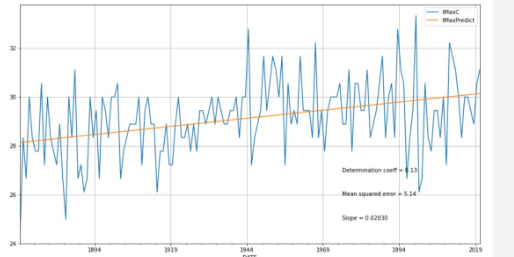 tMaxC
tMaxPredict
32
30
28
26
24
Determination coeff = 0.13
Mean squared error = 5.14
Slope = 0.02030
1894
1919
1944
1969
1994
2019
DATE